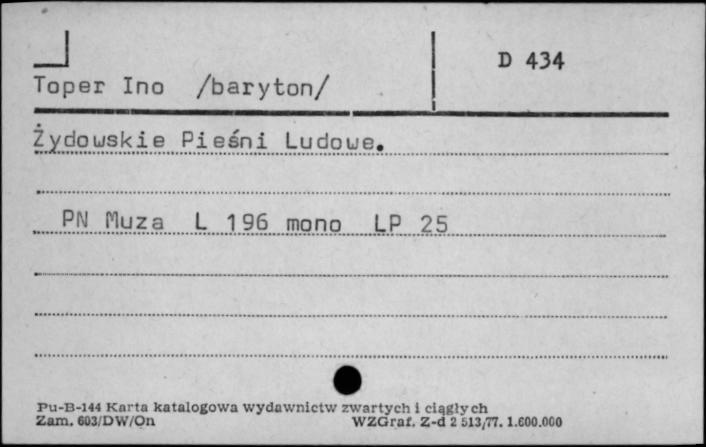 D 434
Toper Ino /baryton/
Żydowskie Pieśni Ludowe.
PN Muza L 196 mono LP 25
Pu-B-144 Karta katalogowa wydawnictw zwartych i ciągłych
Zam. 603/DW/On WZGraf. Z-d 2 513/77. 1.600.000